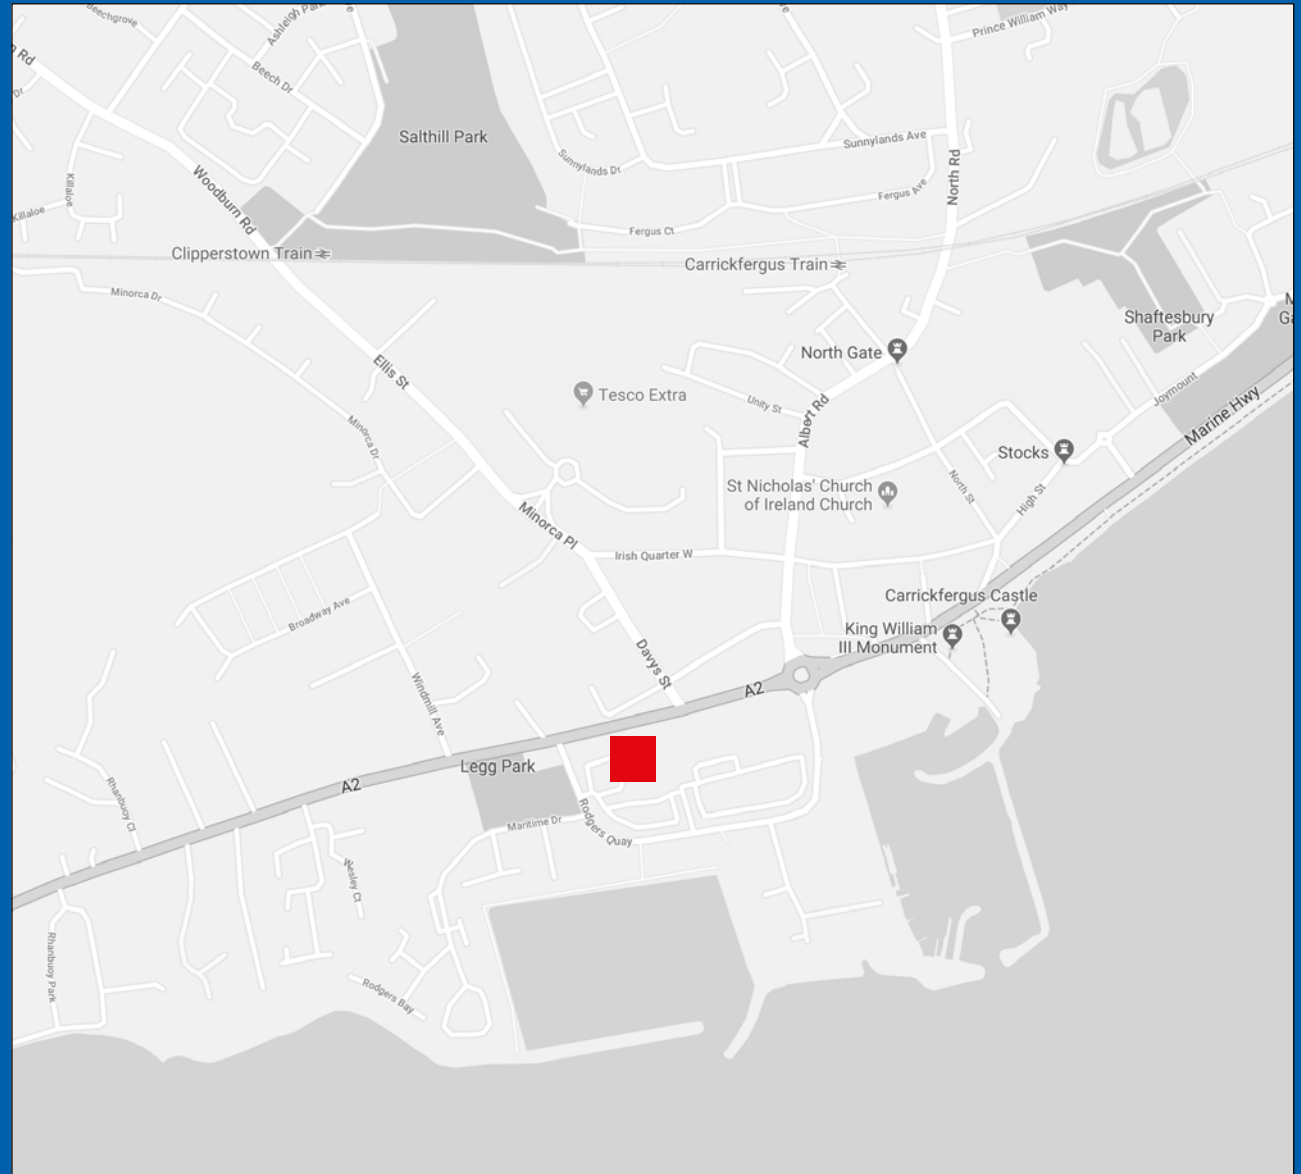 Beechgrove
Ashleigh Park
Prince William Way
Rd
Beech Dr
Dr
Salthill Park
Sunnylands Ave
North Rd
Sunnylands Dr
Killaloe
Woodburn Rd
Fergus Ave
Killaloe
Fergus Ct
Clipperstown Train
Carrickfergus Train
Minorca Dr
Shaftesbury
Park
North Gate
Ellis St
Tesco Extra
Joymount
Unity St
Albert Rd
Marine Hwy
Minorca Dr
Stocks
St Nicholas' Church
of Ireland Church
North St
High St
Minorca Pl
Irish Quarter W
Carrickfergus Castle
Broadway Ave
King William
III Monument
Davys St
Windmill Ave
A2
Legg Park
A2
Rhanbuoy Cl
Maritime Dr
Rodgers Quay
Wesley Ct
Rhanbuoy Park
Rodgers Bay